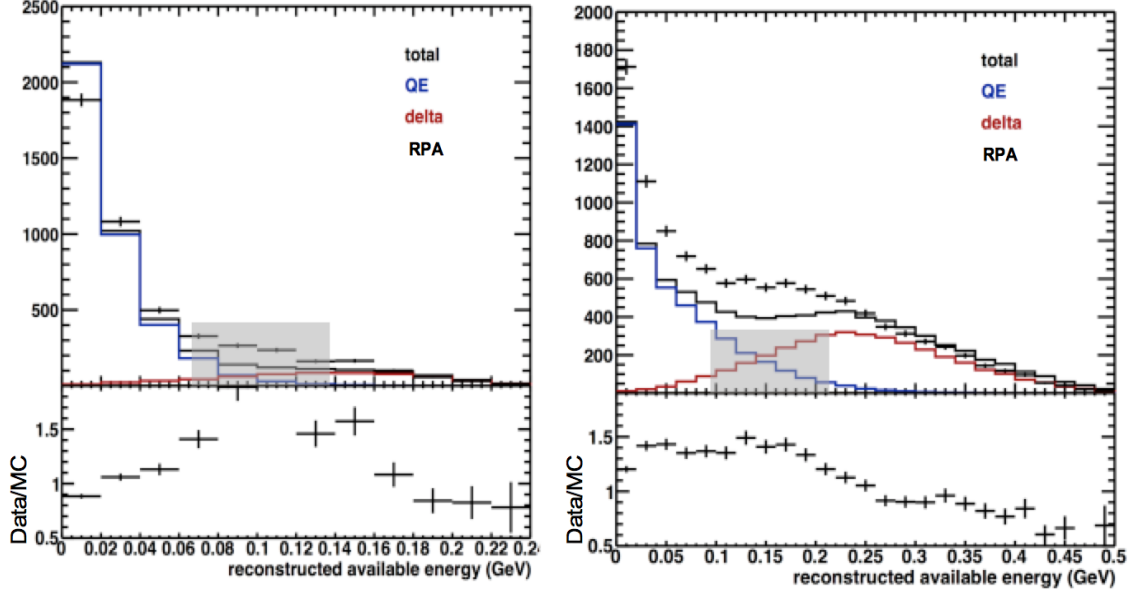 2500
2000
1500
1000
500
total
QE
delta
RPA
1.5
1
0.5
Data/MC
0 0.02 0.04 0.06 0.08 0.1 0.12 0.14 0.16 0.18 0.2 0.22 0.24
reconstructed available energy (GeV)
2000
1800
1600
1400
1200
1000
800
600
400
200
total
QE
delta
RPA
1.5
1
0.5
Data/MC
0 0.05 0.1 0.15 0.2 0.25 0.3 0.35 0.4 0.45 0.5
reconstructed available energy (GeV)